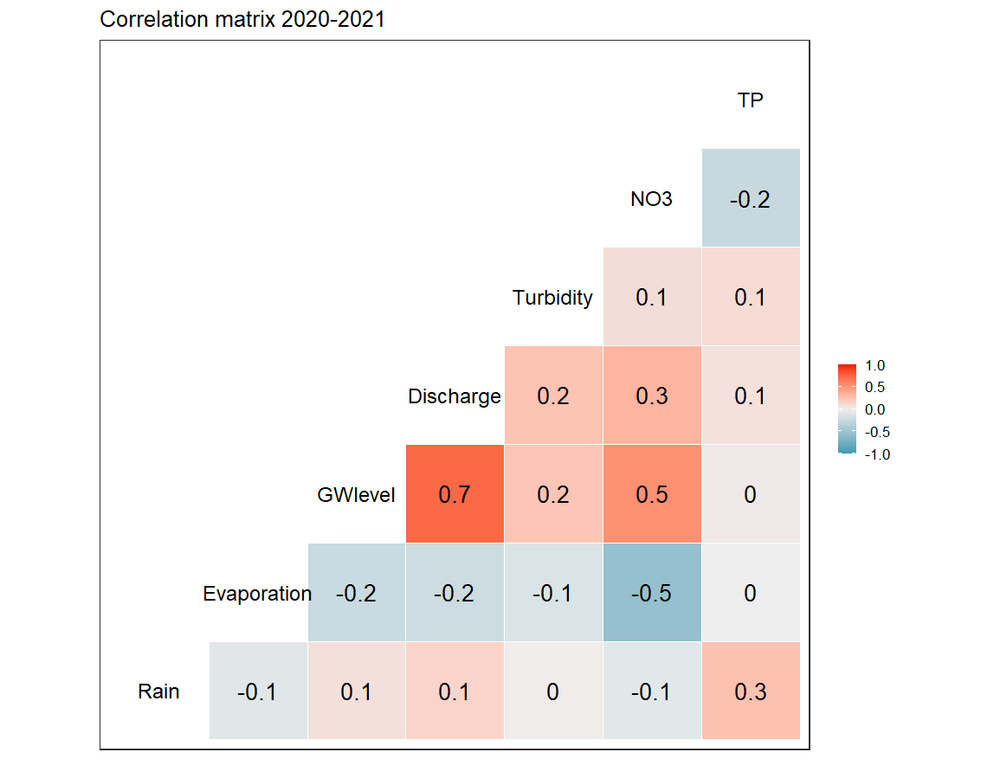 Correlation matrix 2020-2021
TP
NO3 -0.2
Turbidity 0.1 0.1
Discharge 0.2 0.3 0.1
GWlevel 0.7 0.2 0.5 0
Evaporation -0.2 -0.2 -0.1 -0.5 0
Rain -0.1 0.1 0.1 0 -0.1 0.3
1.0
0.5
0.0
-0.5
-1.0